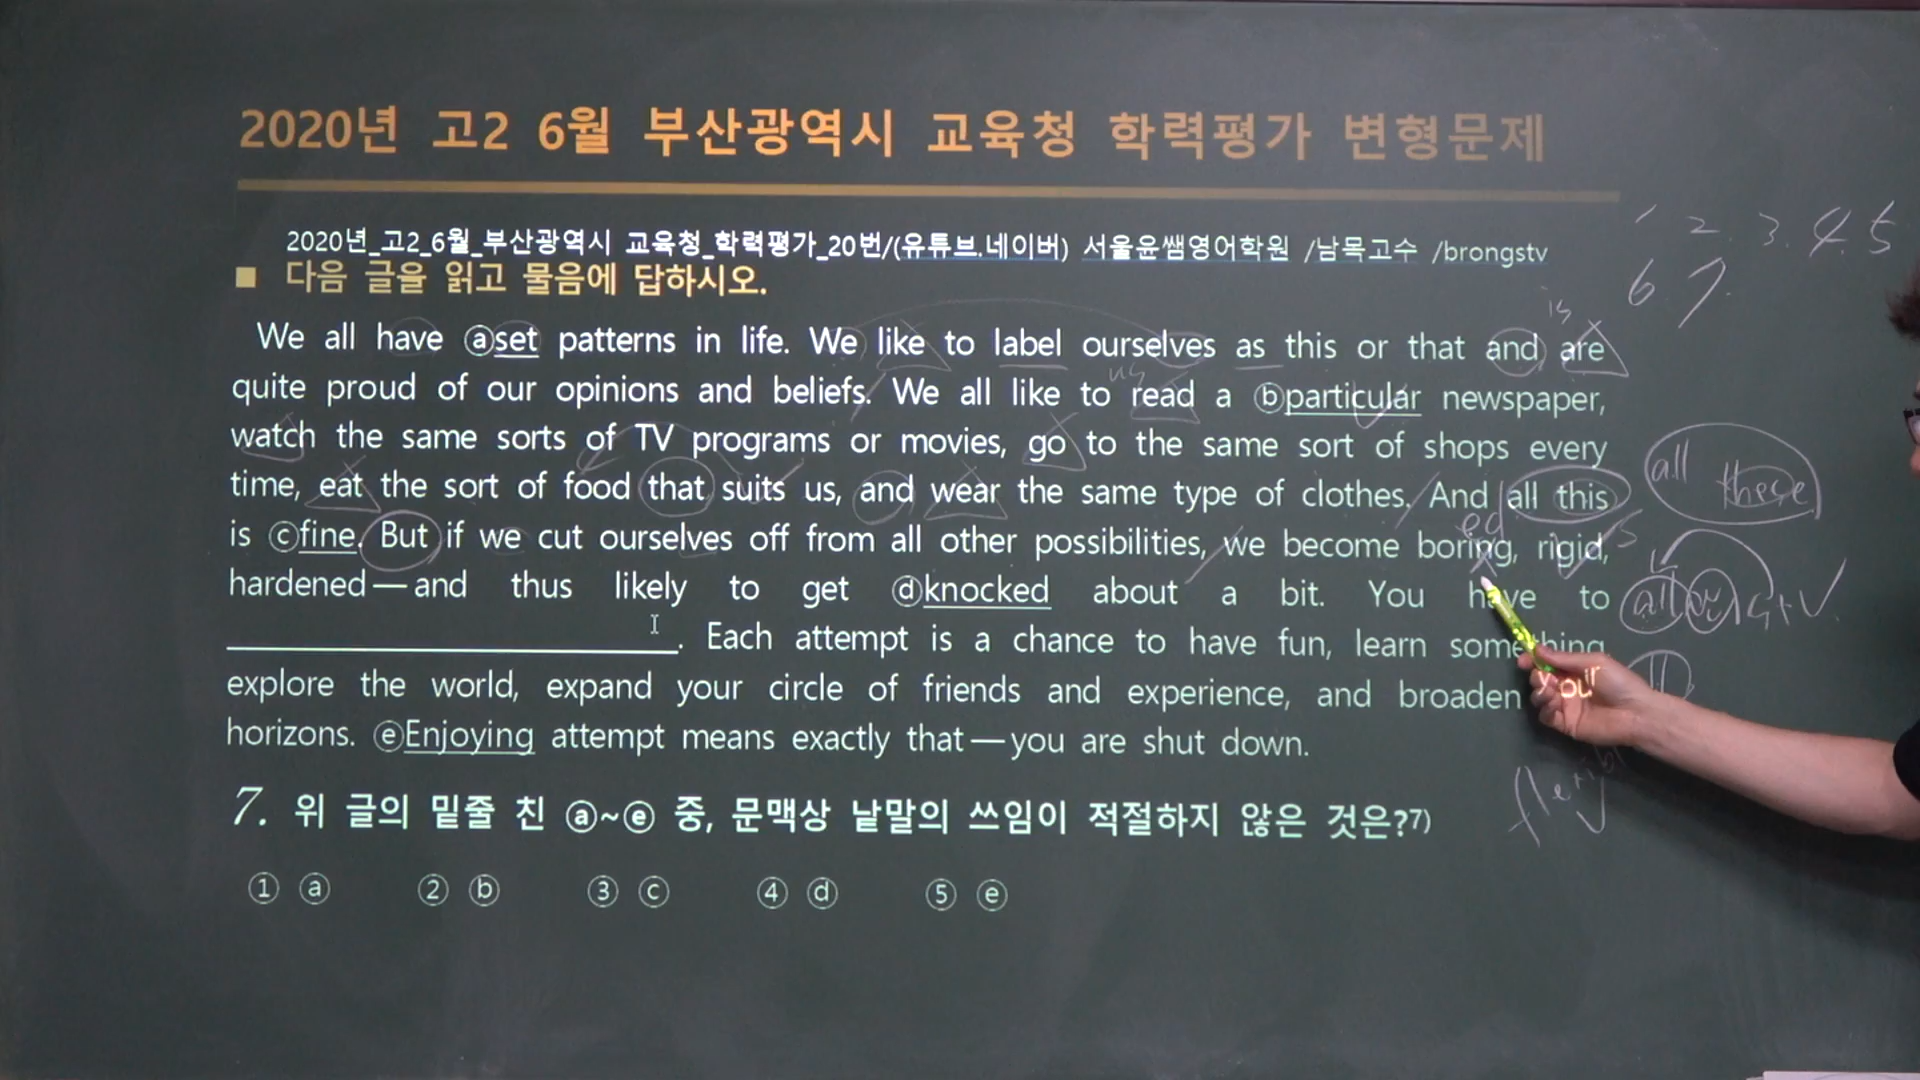 2020년 고2 6월 부산광역시 교육청 학력평가 변형문제
2020년_고2_6월_부산광역시 교육청_학력평가_20번/(유튜브.네이버) 서울윤쌤영어학원 /남목고수 /brongstv
■ 다음 글을 읽고 물음에 답하시오.
We all have ⓐset patterns in life. We like to label ourselves as this or that and are
quite proud of our opinions and beliefs. We all like to read a ⓑparticular newspaper,
watch the same sorts of TV programs or movies, go to the same sort of shops every
time, eat the sort of food that suits us, and wear the same type of clothes. And all this
is ⓒfine. But if we cut ourselves off from all other possibilities, we become boring, rigid,
hardened — and thus likely to get ⓓknocked about a bit. You have to
. Each attempt is a chance to have fun, learn something
explore the world, expand your circle of friends and experience, and broaden your
horizons. ⓔEnjoying attempt means exactly that — you are shut down.
7. 위 글의 밑줄 친 ⓐ~ⓔ 중, 문맥상 낱말의 쓰임이 적절하지 않은 것은?7)
① ⓐ ② ⓑ ③ ⓒ ④ ⓓ ⑤ ⓔ
1 2. 3. 4. 5
6 7
is
all these
ed